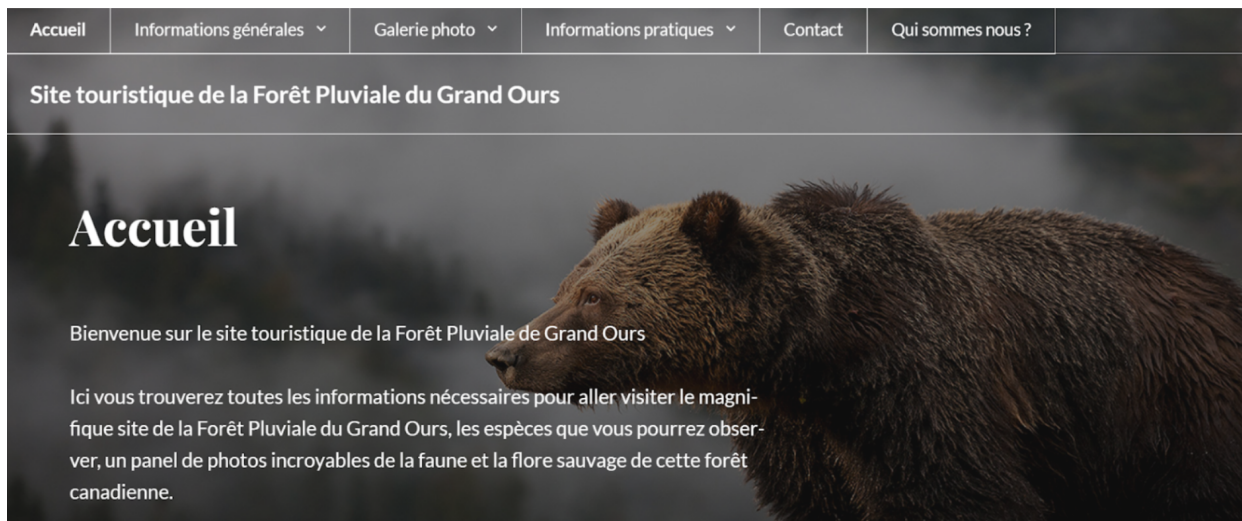 Accueil Informations générales Galerie photo Informations pratiques Contact Qui sommes nous ?
Site touristique de la Forêt Pluviale du Grand Ours
Accueil
Bienvenue sur le site touristique de la Forêt Pluviale de Grand Ours
Ici vous trouverez toutes les informations nécessaires pour aller visiter le magni-
fique site de la Forêt Pluviale du Grand Ours, les espèces que vous pourrez obser-
ver, un panel de photos incroyables de la faune et la flore sauvage de cette forêt
canadienne.